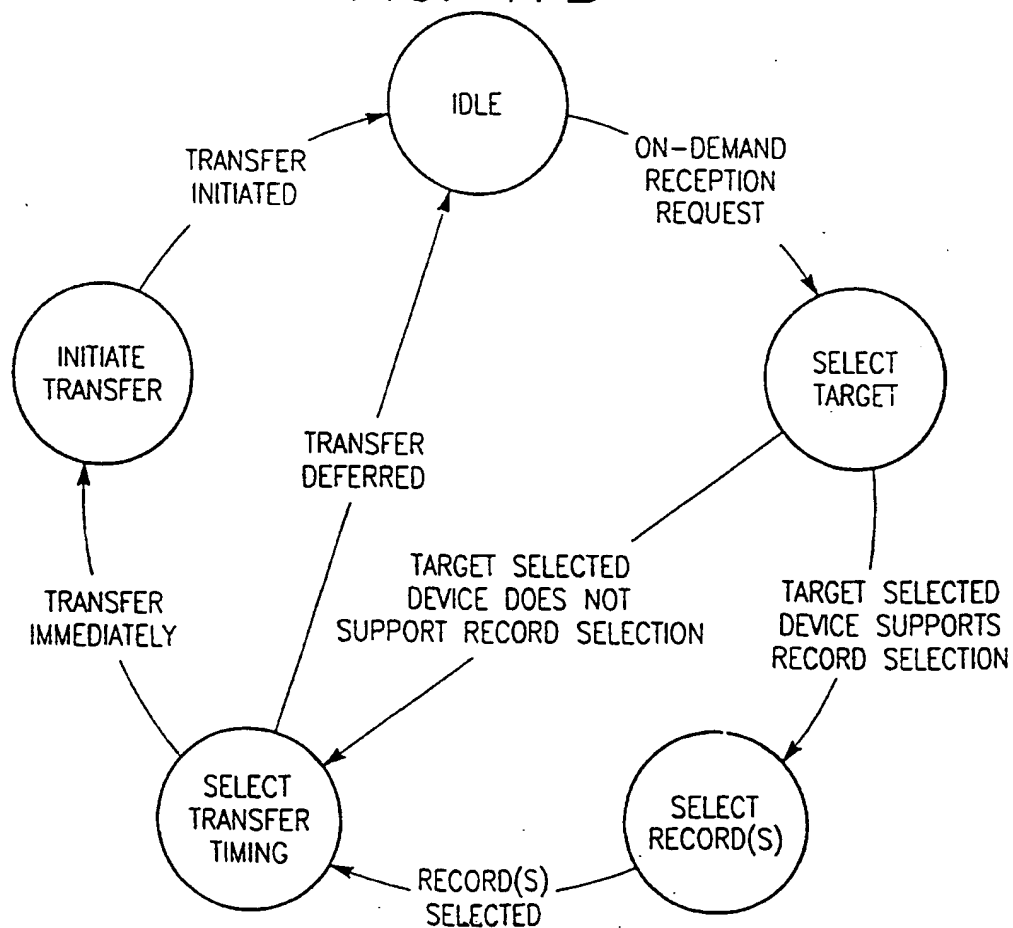 IDLE
TRANSFER
INITIATED
ON-DEMAND
RECEPTION
REQUEST
INITIATE
TRANSFER
SELECT
TARGET
TRANSFER
DEFERRED
TARGET SELECTED
DEVICE DOES NOT
SUPPORT RECORD SELECTION
TARGET SELECTED
DEVICE SUPPORTS
RECORD SELECTION
TRANSFER
IMMEDIATELY
SELECT
TRANSFER
TIMING
SELECT
RECORD(S)
RECORD(S)
SELECTED